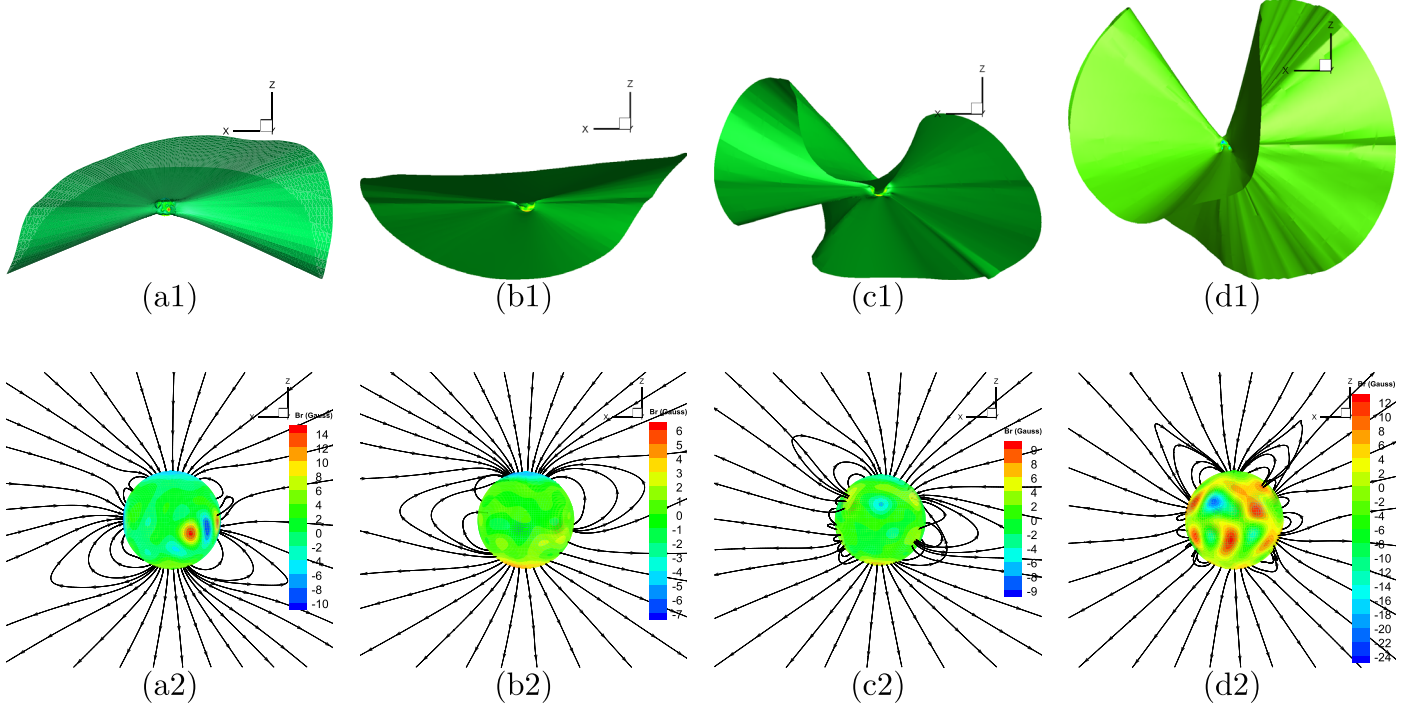 Z
X
Z
X
Z
X
Z
X
Y
(a1)
(b1)
(c1)
(d1)
Z
X
Br (Gauss)
14
12
10
8
6
4
2
0
-2
-4
-6
-8
-10
(a2)
Z
X
Br (Gauss)
6
5
4
3
2
1
0
-1
-2
-3
-4
-5
-6
-7
(b2)
Z
X
Br (Gauss)
9
8
6
4
2
0
-2
-4
-6
-8
-9
(c2)
Z
X
Br (Gauss)
12
10
8
6
4
2
0
-2
-4
-6
-8
-10
-12
-14
-16
-18
-20
-22
-24
(d2)